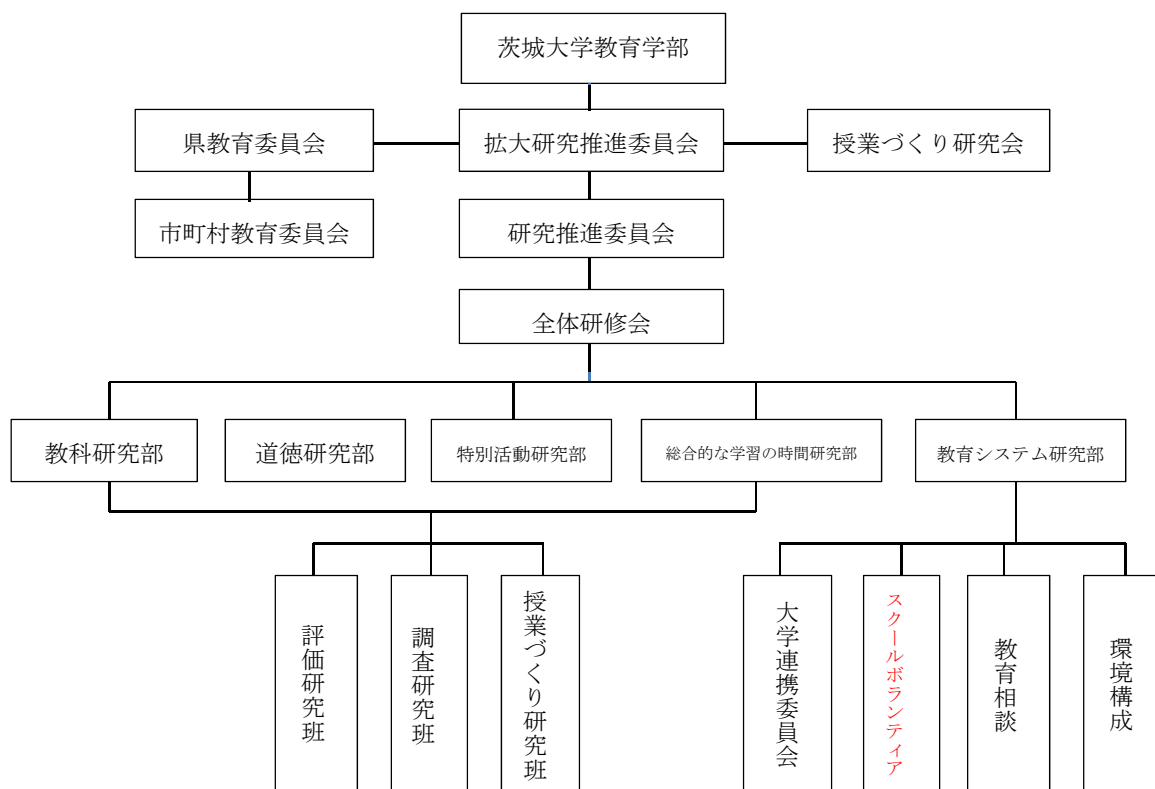 茨城大学教育学部
県教育委員会
拡大研究推進委員会
授業づくり研究会
市町村教育委員会
研究推進委員会
全体研修会
教科研究部
道徳研究部
特別活動研究部
総合的な学習の時間研究部
教育システム研究部
評価研究班
調査研究班
授業づくり研究班
大学連携委員会
スクールボランティア
教育相談
環境構成